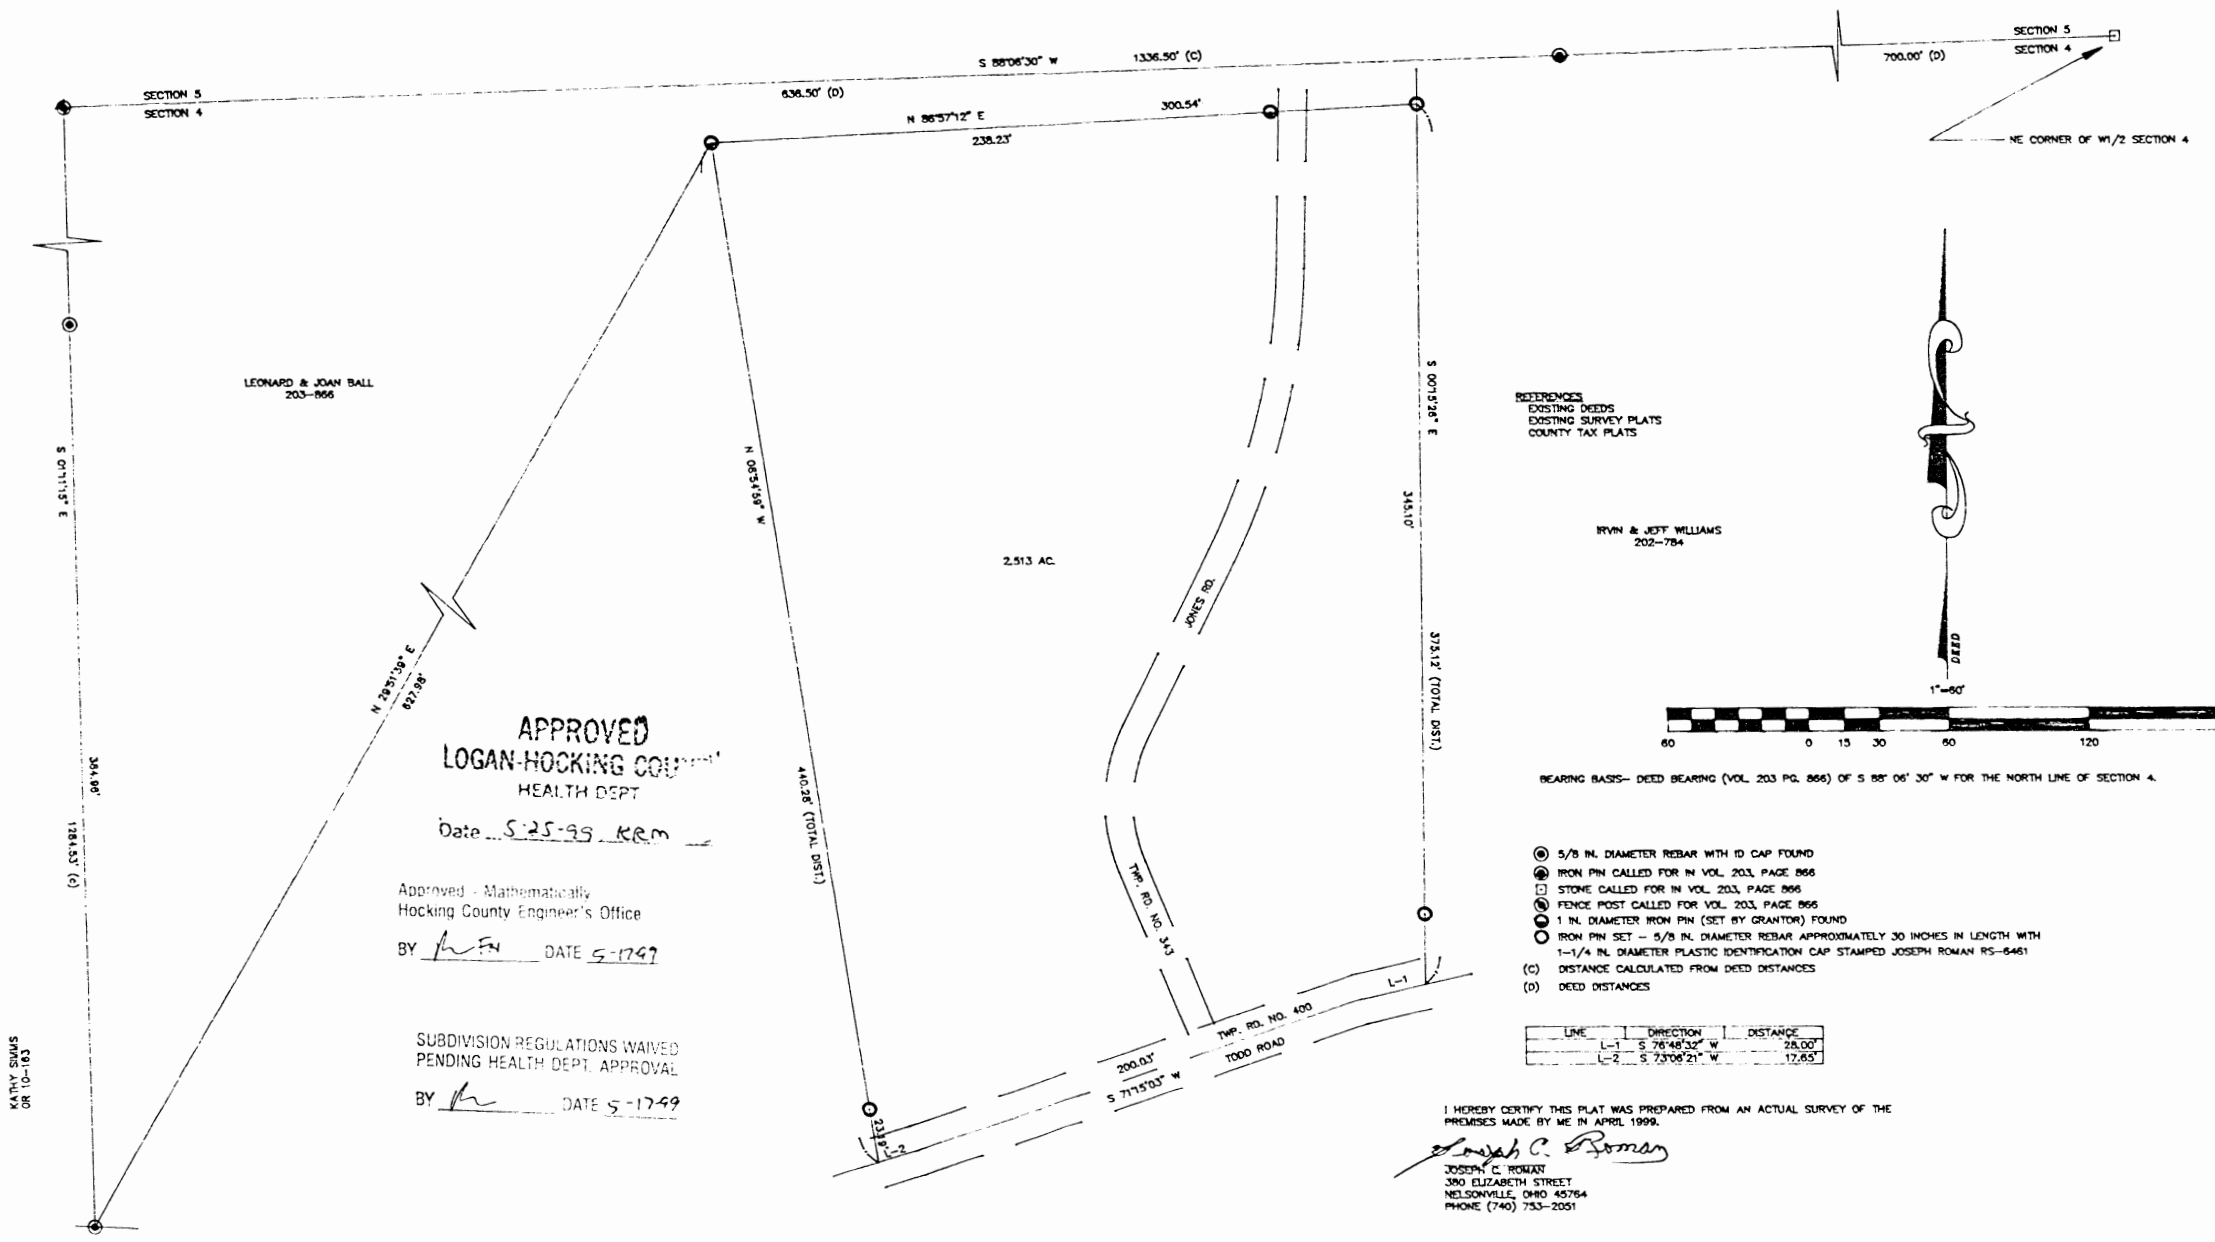 SECTION 5
SECTION 4
S 88°06'30" W 1336.50' (C)
636.50' (D)
700.00' (D)
SECTION 5
SECTION 4
NE CORNER OF W1/2 SECTION 4
N 86°57'12" E
300.54'
238.23'
LEONARD & JOAN BALL
203-866
S 01°11'15" E
384.96'
1284.53' (c)
N 29°51'39" E
627.98'
N 08°54'59" W
440.28' (TOTAL DIST.)
2.513 AC.
JONES RD.
TWP. RD. NO. 343
S 00°15'26" E
345.10'
375.12' (TOTAL DIST.)
REFERENCES
EXISTING DEEDS
EXISTING SURVEY PLATS
COUNTY TAX PLATS
IRVIN & JEFF WILLIAMS
202-784
DEED
1"=60'
60 0 15 30 60 120
BEARING BASIS- DEED BEARING (VOL. 203 PG. 866) OF S 88° 06' 30" W FOR THE NORTH LINE OF SECTION 4.
APPROVED
LOGAN-HOCKING
HEALTH DEPT
Date 5-25-99 KRM
Approved - Mathematically
Hocking County Engineer's Office
BY DATE 5-17-99
SUBDIVISION REGULATIONS WAIVED
PENDING HEALTH DEPT. APPROVAL
BY DATE 5-17-99
KATHY SIMMS
OR 10-163
23.19'
L-2
200.03'
S 71°15'03" W
TWP. RD. NO. 400
TODD ROAD
L-1
5/8 IN. DIAMETER REBAR WITH ID CAP FOUND
IRON PIN CALLED FOR IN VOL. 203, PAGE 866
STONE CALLED FOR IN VOL. 203, PAGE 866
FENCE POST CALLED FOR VOL. 203, PAGE 866
1 IN. DIAMETER IRON PIN (SET BY GRANTOR) FOUND
IRON PIN SET - 5/8 IN. DIAMETER REBAR APPROXIMATELY 30 INCHES IN LENGTH WITH
1-1/4 IN. DIAMETER PLASTIC IDENTIFICATION CAP STAMPED JOSEPH ROMAN RS-6461
(C) DISTANCE CALCULATED FROM DEED DISTANCES
(D) DEED DISTANCES
LINE DIRECTION DISTANCE
L-1 S 76°48'32" W 28.00'
L-2 S 73°06'21" W 17.65'
I HEREBY CERTIFY THIS PLAT WAS PREPARED FROM AN ACTUAL SURVEY OF THE
PREMISES MADE BY ME IN APRIL 1999.
Joseph C. Roman
JOSEPH C. ROMAN
380 ELIZABETH STREET
NELSONVILLE, OHIO 45764
PHONE (740) 753-2051